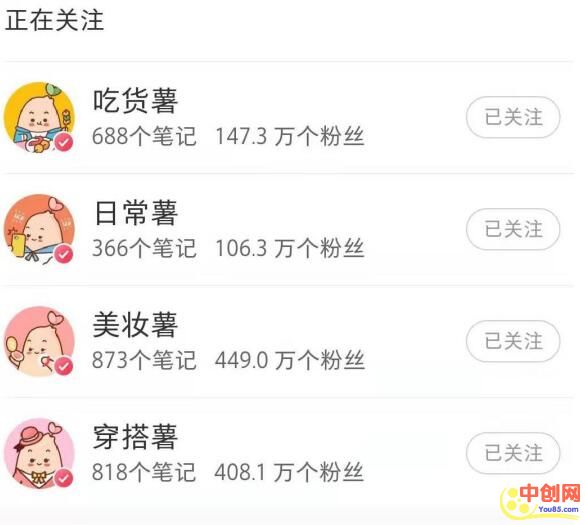 正在关注
吃货薯
688个笔记 147.3 万个粉丝
已关注
日常薯
366个笔记 106.3 万个粉丝
已关注
美妆薯
873个笔记 449.0 万个粉丝
已关注
穿搭薯
818个笔记 408.1 万个粉丝
已关注
中创网
You85.com